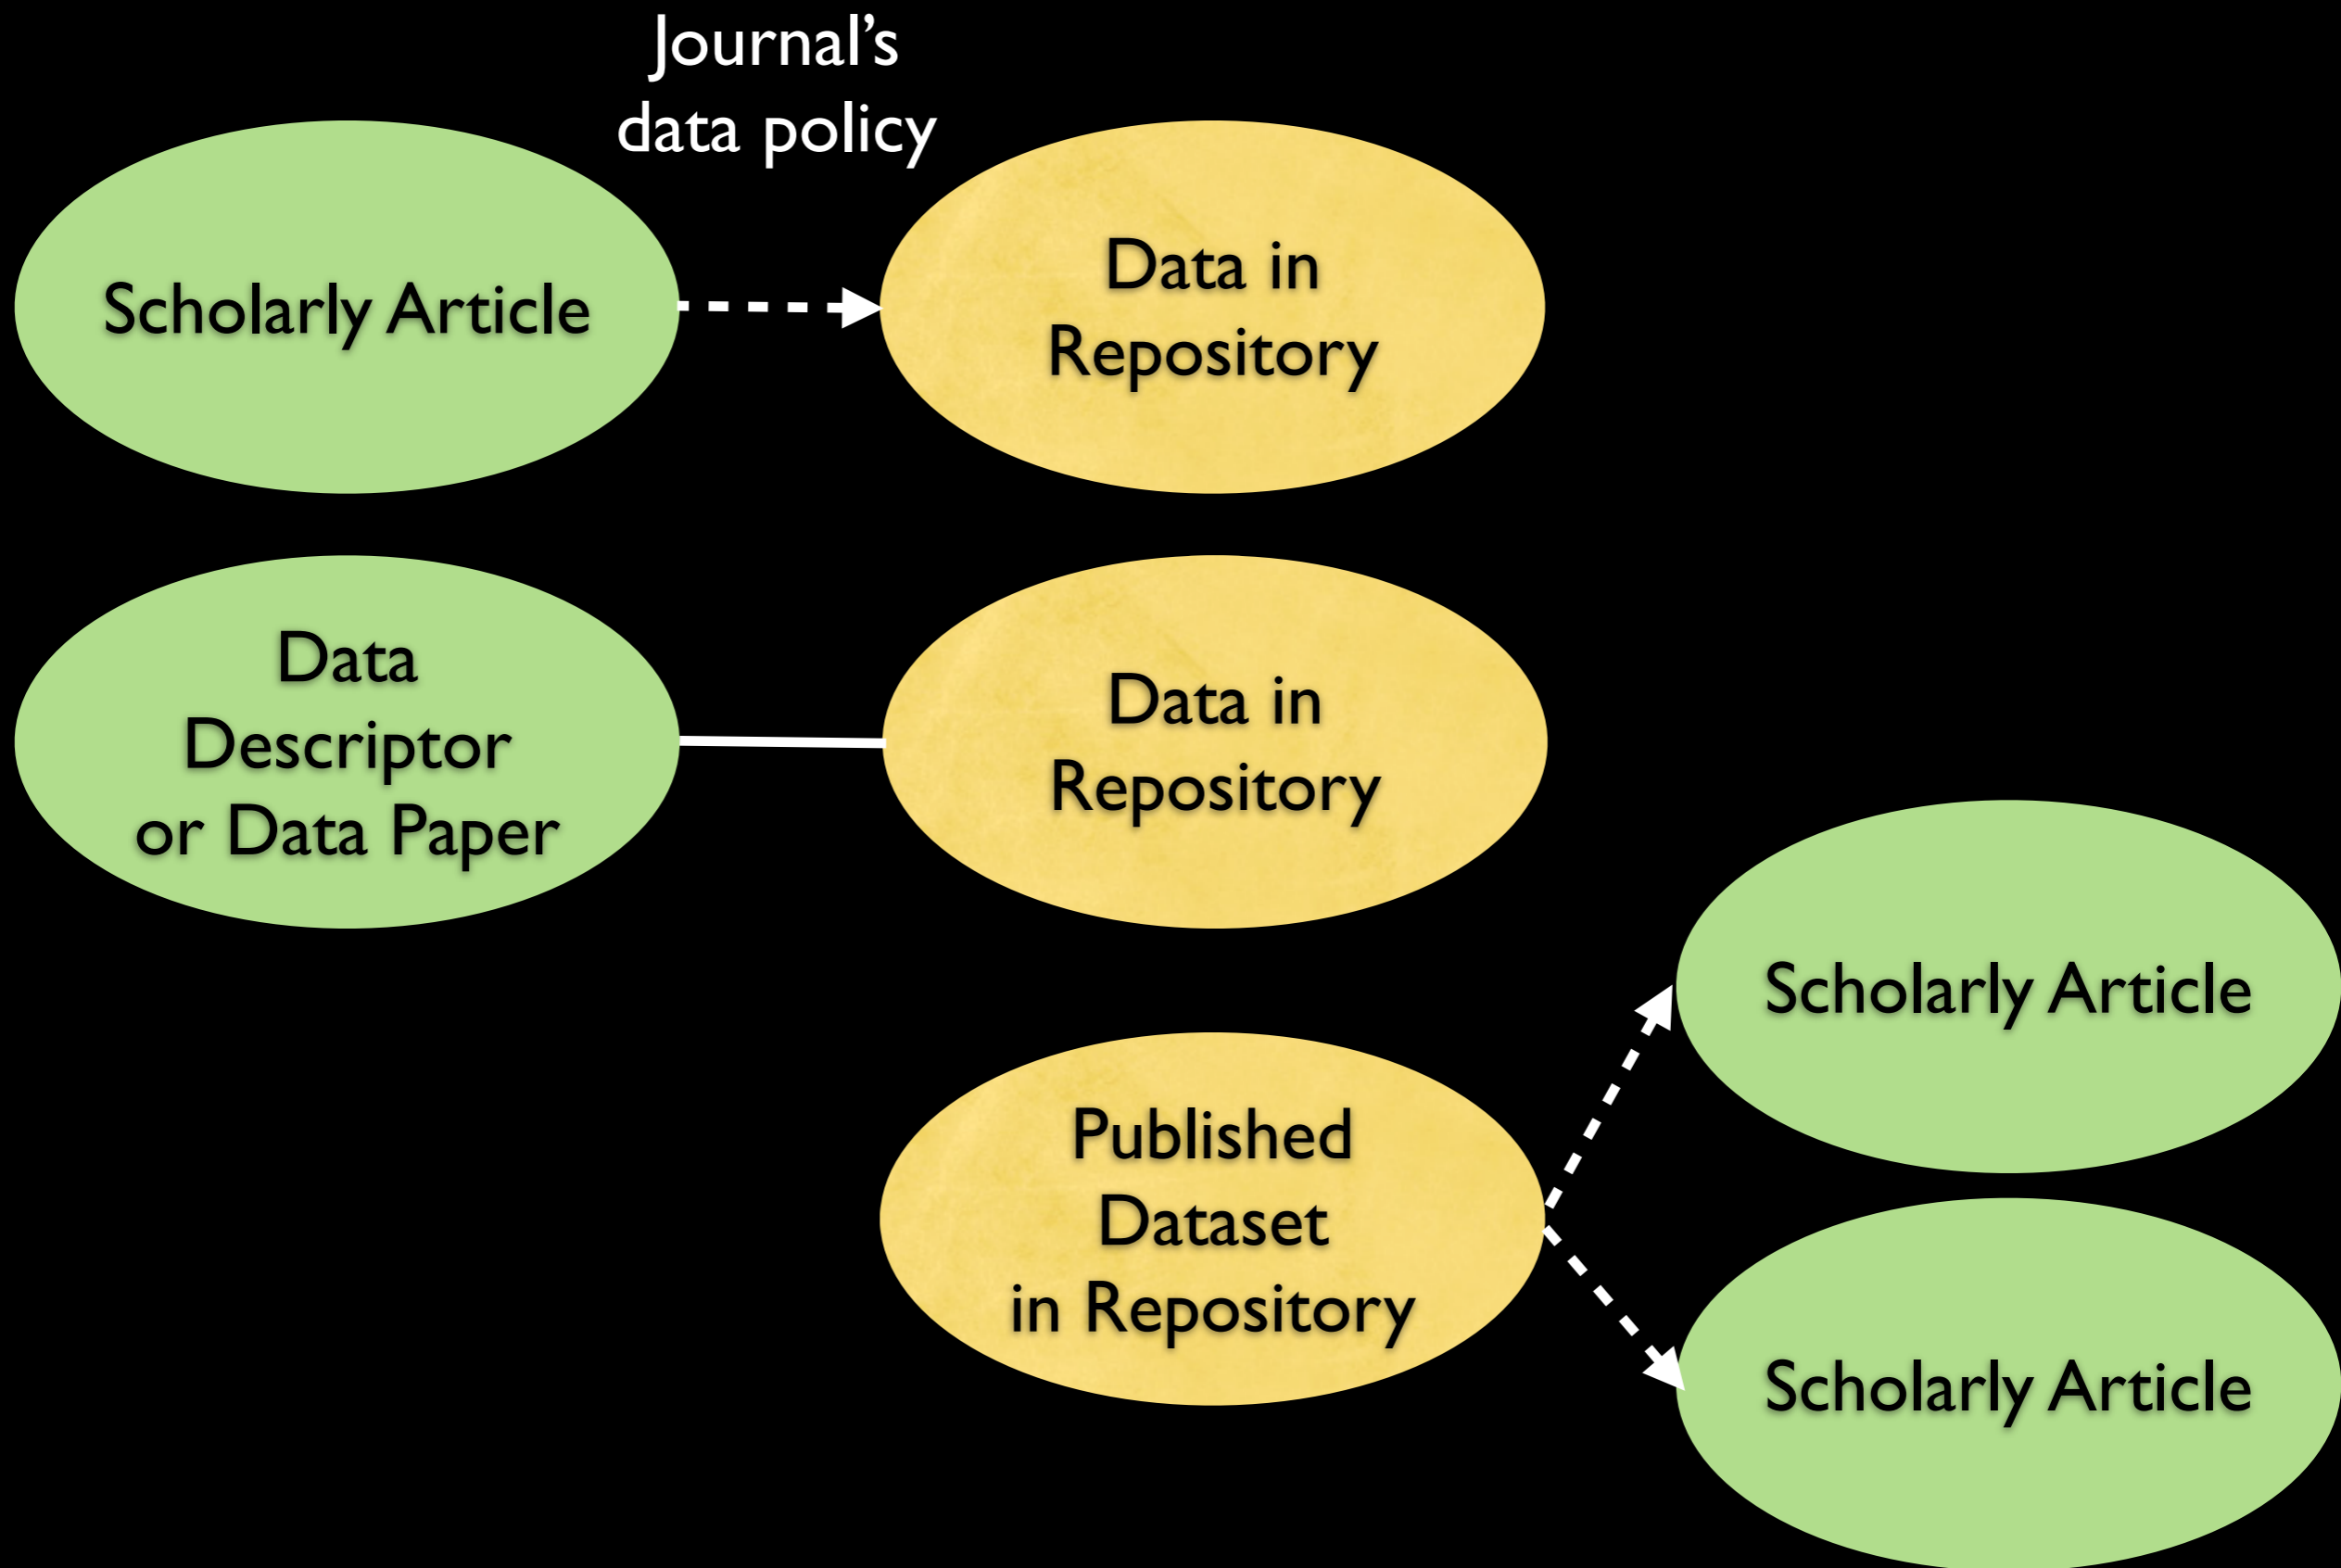 Journal’s
data policy
Scholarly Article
Data in
Repository
Data
Descriptor
or Data Paper
Data in
Repository
Published
Dataset
in Repository
Scholarly Article
Scholarly Article